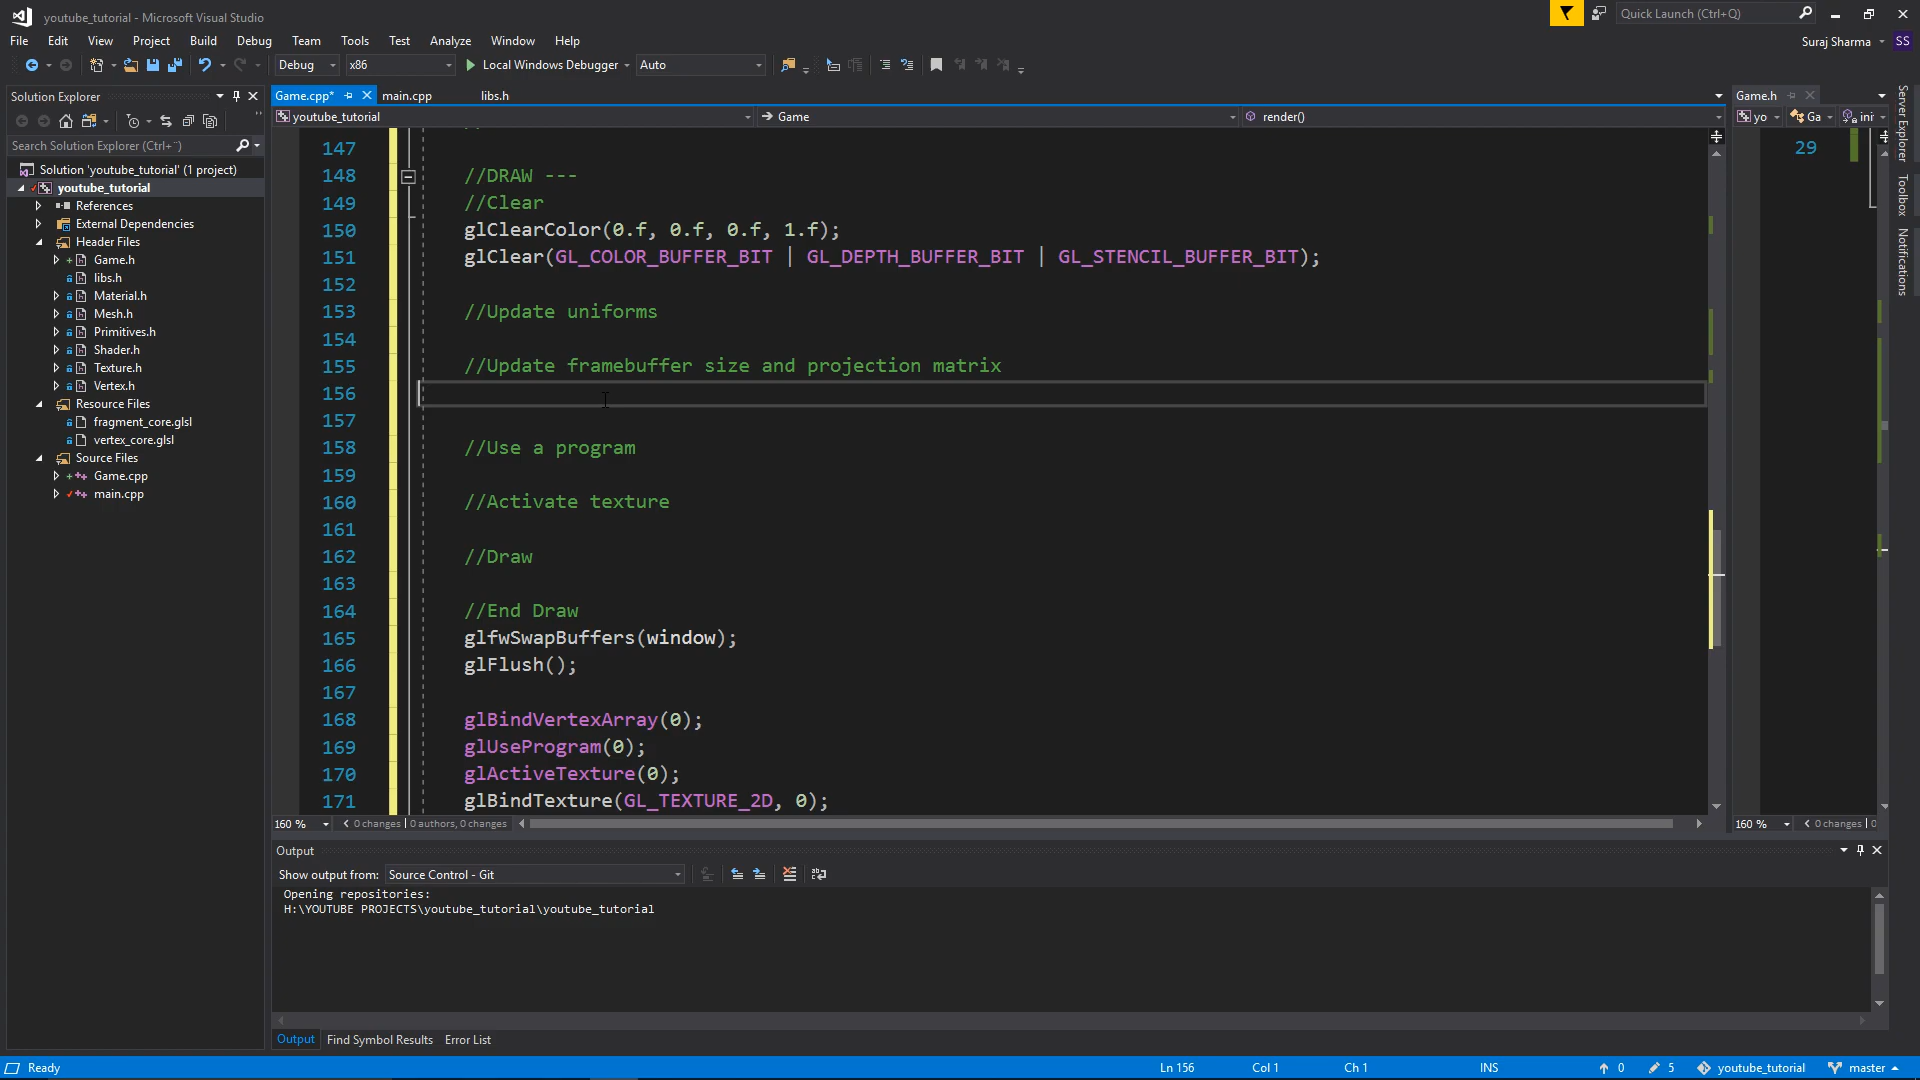 youtube_tutorial - Microsoft Visual Studio
Quick Launch (Ctrl+Q)
File Edit View Project Build Debug Team Tools Test Analyze Window Help
Suraj Sharma SS
Debug x86 Local Windows Debugger Auto
Solution Explorer
Game.cpp* main.cpp libs.h
Game.h
youtube_tutorial Game render()
yo Ga ini
Search Solution Explorer (Ctrl+¨)
Solution 'youtube_tutorial' (1 project)
youtube_tutorial
References
External Dependencies
Header Files
Game.h
libs.h
Material.h
Mesh.h
Primitives.h
Shader.h
Texture.h
Vertex.h
Resource Files
fragment_core.glsl
vertex_core.glsl
Source Files
Game.cpp
main.cpp
147
148 //DRAW ---
149 //Clear
150 glClearColor(0.f, 0.f, 0.f, 1.f);
151 glClear(GL_COLOR_BUFFER_BIT | GL_DEPTH_BUFFER_BIT | GL_STENCIL_BUFFER_BIT);
152
153 //Update uniforms
154
155 //Update framebuffer size and projection matrix
156
157
158 //Use a program
159
160 //Activate texture
161
162 //Draw
163
164 //End Draw
165 glfwSwapBuffers(window);
166 glFlush();
167
168 glBindVertexArray(0);
169 glUseProgram(0);
170 glActiveTexture(0);
171 glBindTexture(GL_TEXTURE_2D, 0);
29
Server Explorer
Toolbox
Notifications
160 % 0 changes | 0 authors, 0 changes
160 % 0 changes |
Output
Show output from: Source Control - Git
Opening repositories:
H:\YOUTUBE PROJECTS\youtube_tutorial\youtube_tutorial
Output Find Symbol Results Error List
Ready Ln 156 Col 1 Ch 1 INS 0 5 youtube_tutorial master